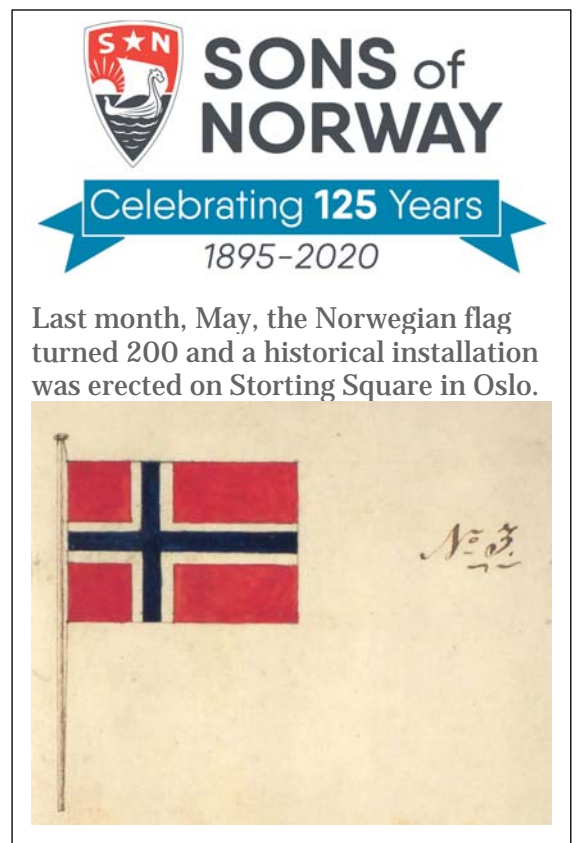 S★N
SONS of
NORWAY
Celebrating 125 Years
1895-2020
Last month, May, the Norwegian flag
turned 200 and a historical installation
was erected on Storting Square in Oslo.
No. 3.